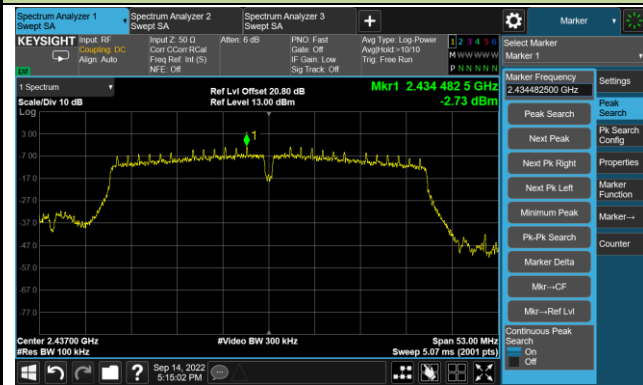 Spectrum Analyzer 1
Swept SA
Spectrum Analyzer 2
Swept SA
Spectrum Analyzer 3
Swept SA
+
Marker
KEYSIGHT
Input: RF
Coupling: DC
Align: Auto
Input Z: 50 Ω
Corr CCorr RCal
Freq Ref: Int (S)
NFE: Off
Atten: 6 dB
PNO: Fast
Gate: Off
IF Gain: Low
Sig Track: Off
Avg Type: Log-Power
Avg|Hold:>10/10
Trig: Free Run
1 2 3 4 5 6
M W W W W W
P N N N N N
LXI
Select Marker
Marker 1
1 Spectrum
Scale/Div 10 dB
Ref Lvl Offset 20.80 dB
Ref Level 13.00 dBm
Mkr1 2.434 482 5 GHz
-2.73 dBm
Log
3.00
-7.00
-17.0
-27.0
-37.0
-47.0
-57.0
-67.0
-77.0
1
Center 2.43700 GHz
#Res BW 100 kHz
#Video BW 300 kHz
Span 53.00 MHz
Sweep 5.07 ms (2001 pts)
Marker Frequency
2.434482500 GHz
Peak Search
Next Peak
Next Pk Right
Next Pk Left
Minimum Peak
Pk-Pk Search
Marker Delta
Mkr→CF
Mkr→Ref Lvl
Continuous Peak
Search
On
Off
Settings
Peak
Search
Pk Search
Config
Properties
Marker
Function
Marker→
Counter
?
Sep 14, 2022
5:15:02 PM